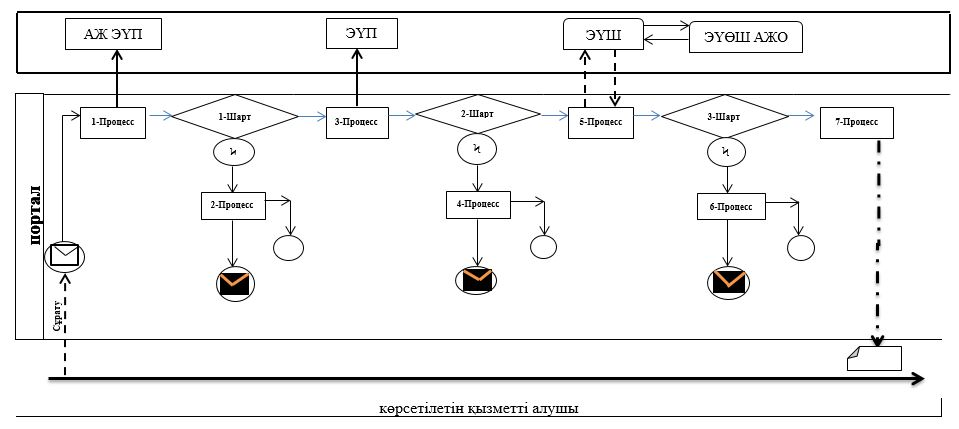 АЖ ЭҮП
ЭҮП
ЭҮШ
ЭҮӨШ АЖО
1-Процесс
1-Шарт
3-Процесс
2-Шарт
5-Процесс
3-Шарт
7-Процесс
2-Процесс
4-Процесс
6-Процесс
портал
Сұрату
көрсетілетін қызметті алушы